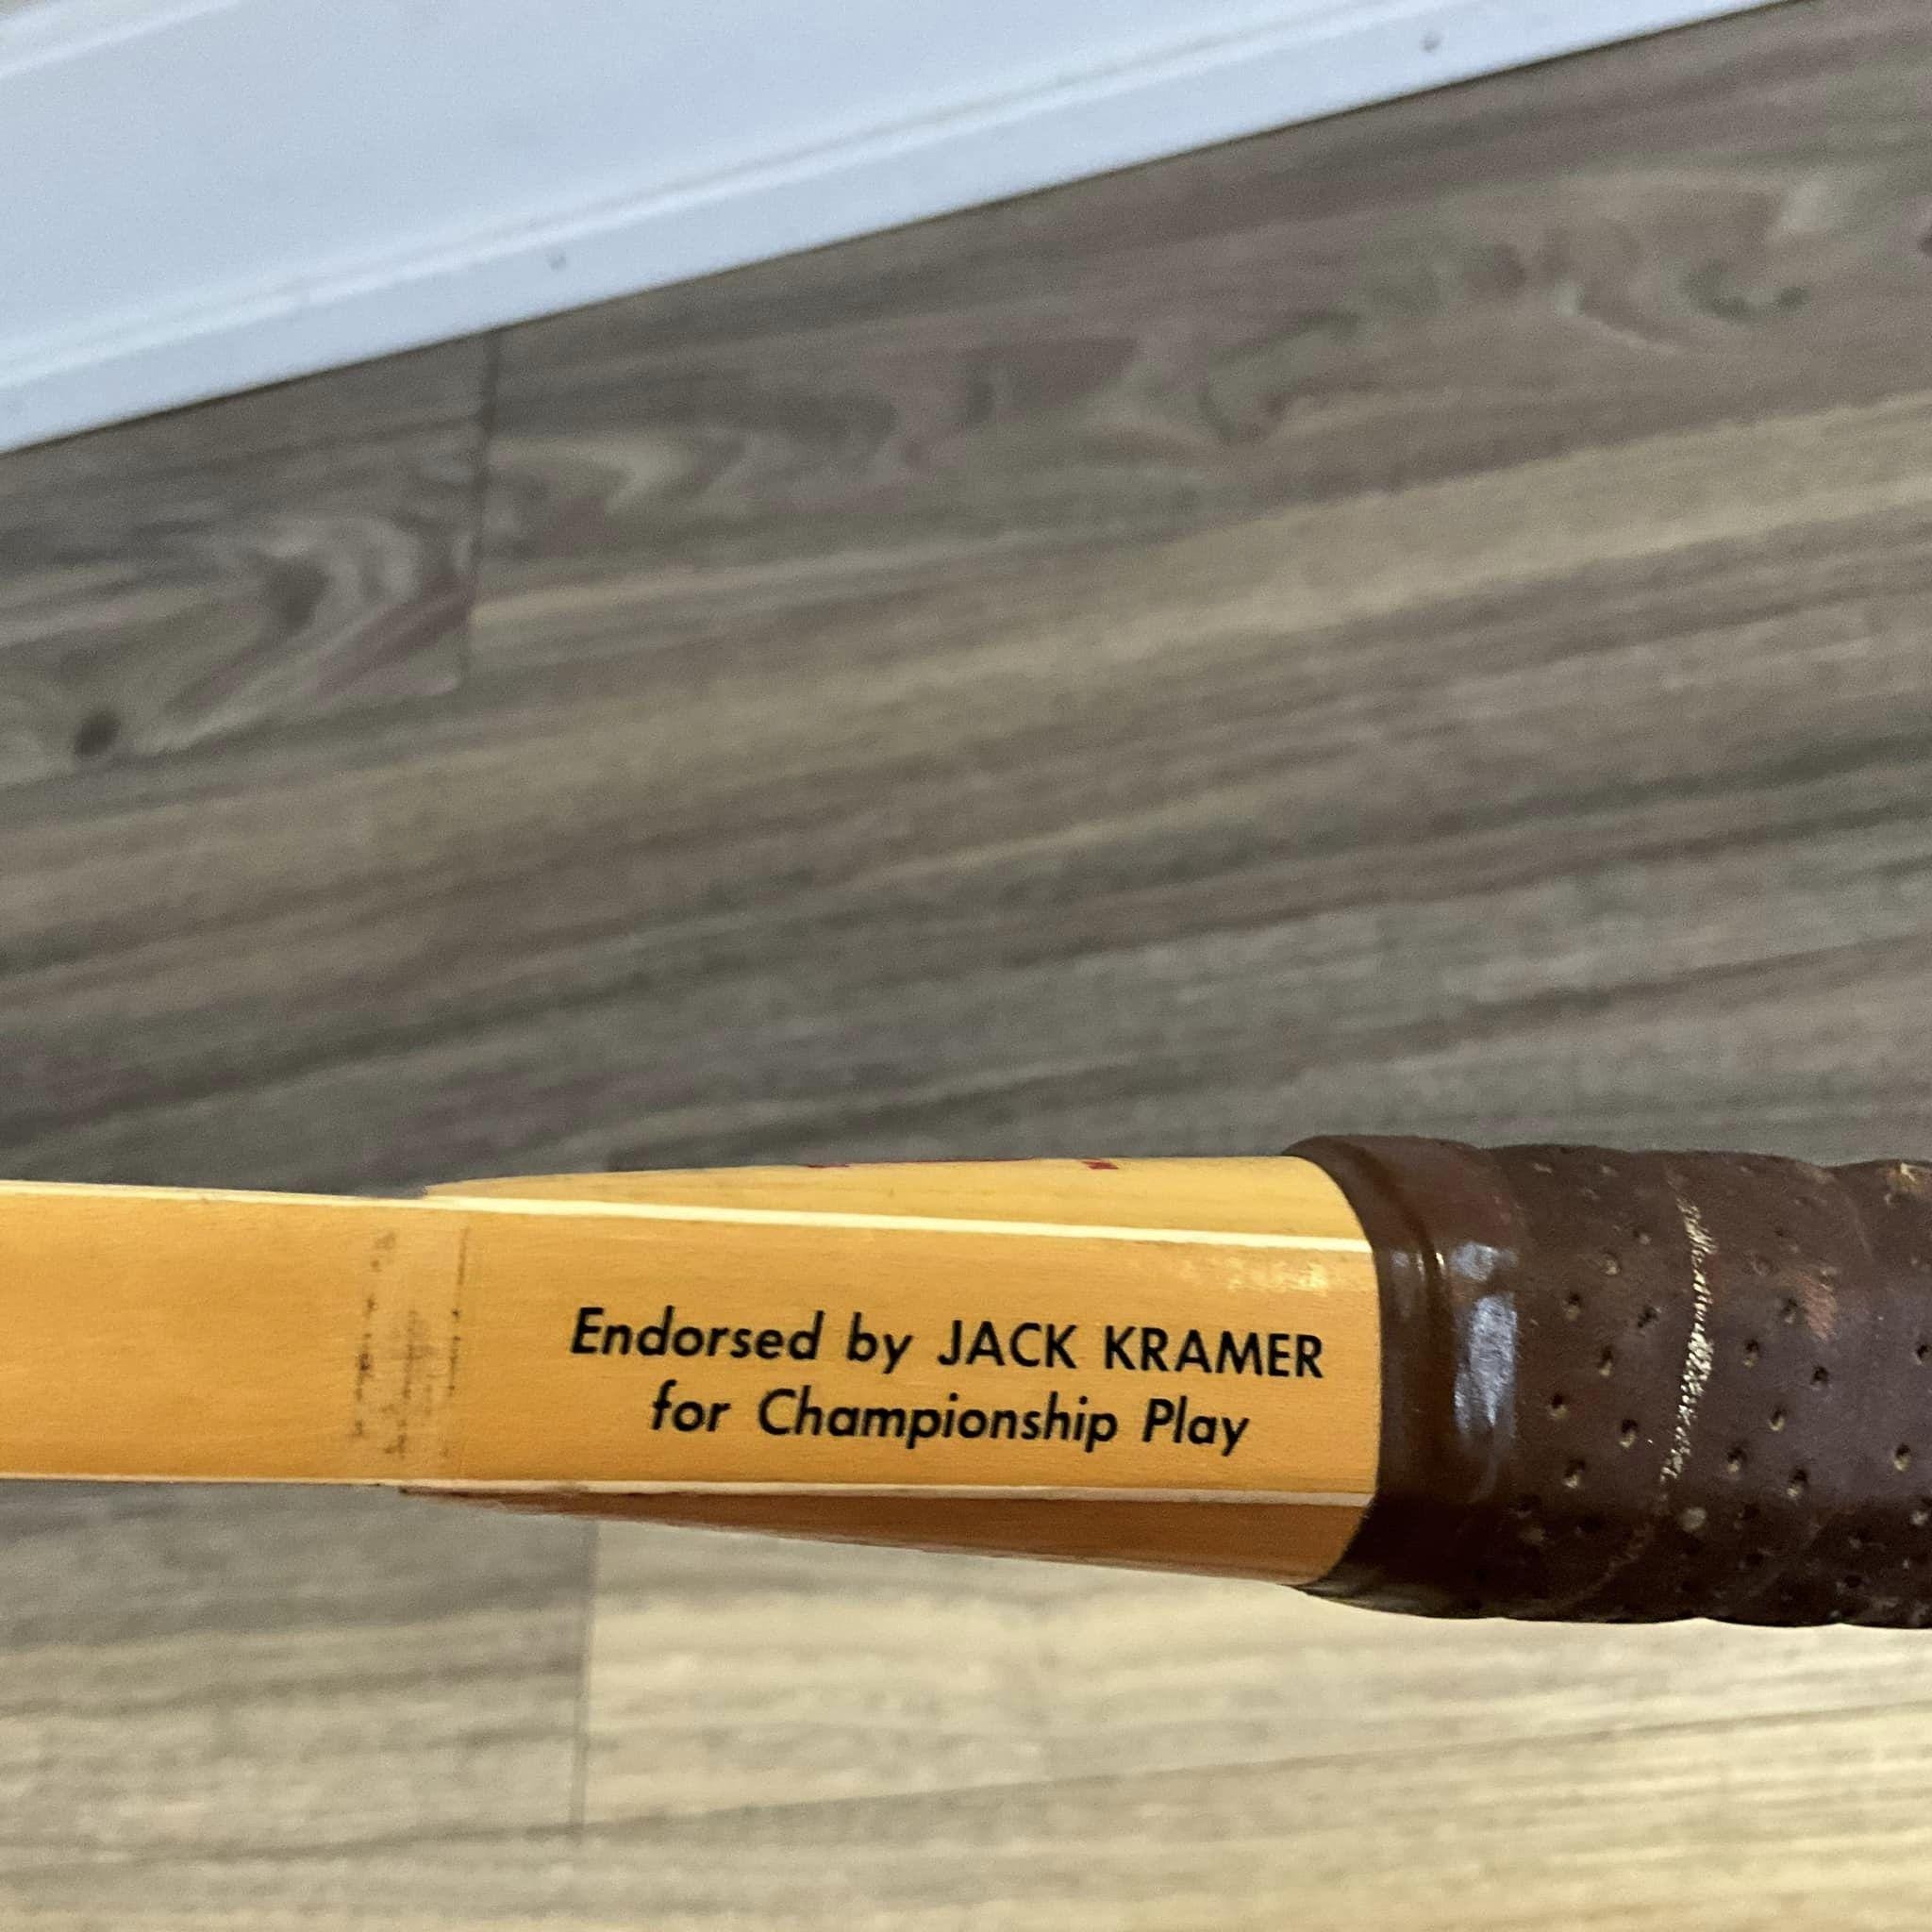 Endorsed by JACK KRAMER
for Championship Play